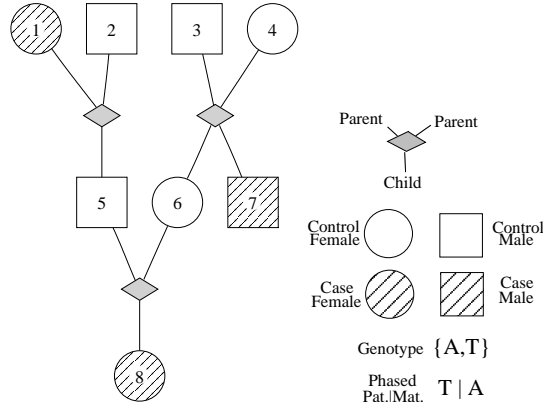 1 2 3 4
Parent Parent
Child
5 6 7
Control Female Control Male
Case Female Case Male
Genotype {A,T}
8
Phased Pat.|Mat. T | A